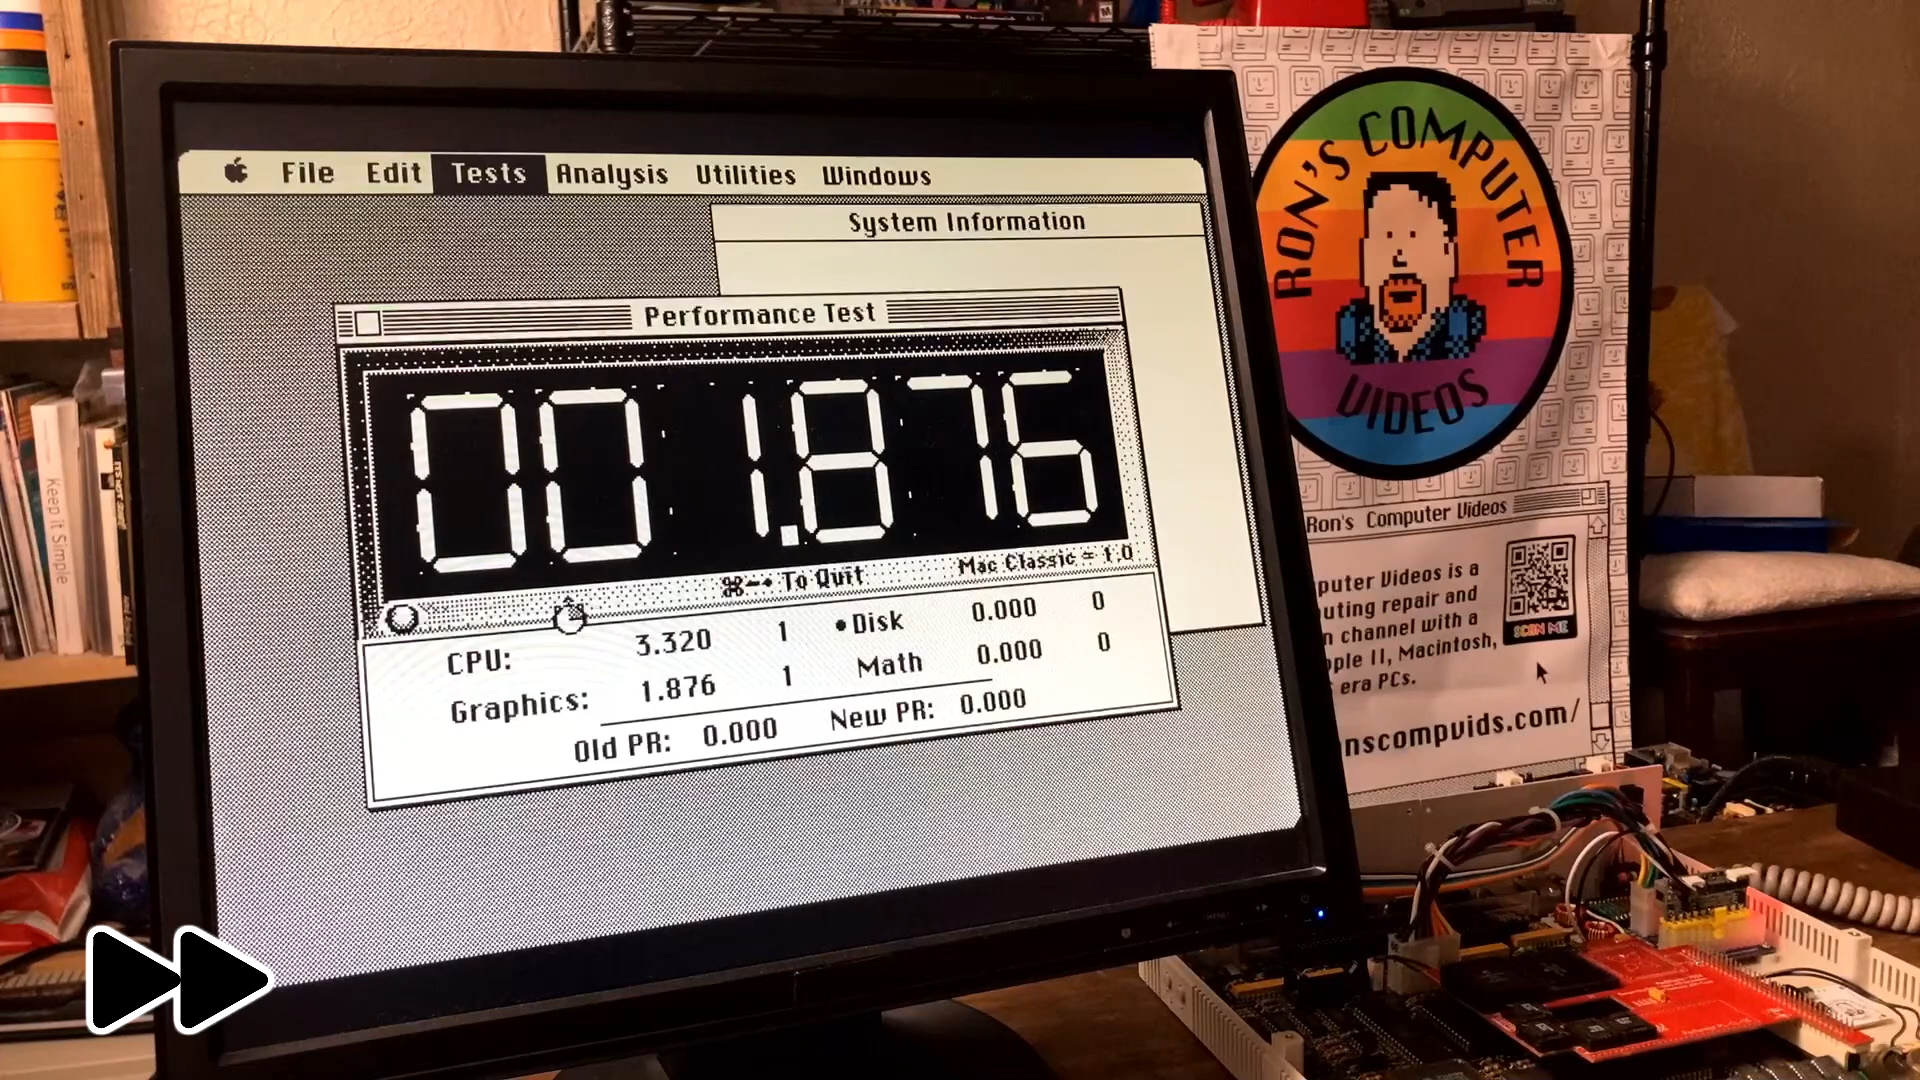 File Edit Tests Analysis Utilities Windows
System Information
Performance Test
001.876
⌘-. To Quit
Mac Classic = 1.0
CPU: 3.320 1
•Disk 0.000 0
Graphics: 1.876 1
Math 0.000 0
Old PR: 0.000 New PR: 0.000
RON'S COMPUTER
VIDEOS
Ron's Computer Videos
puter Videos is a
uting repair and
n channel with a
ple II, Macintosh,
era PCs.
SCAN ME
nscompvids.com/
Keep it Simple
MENU